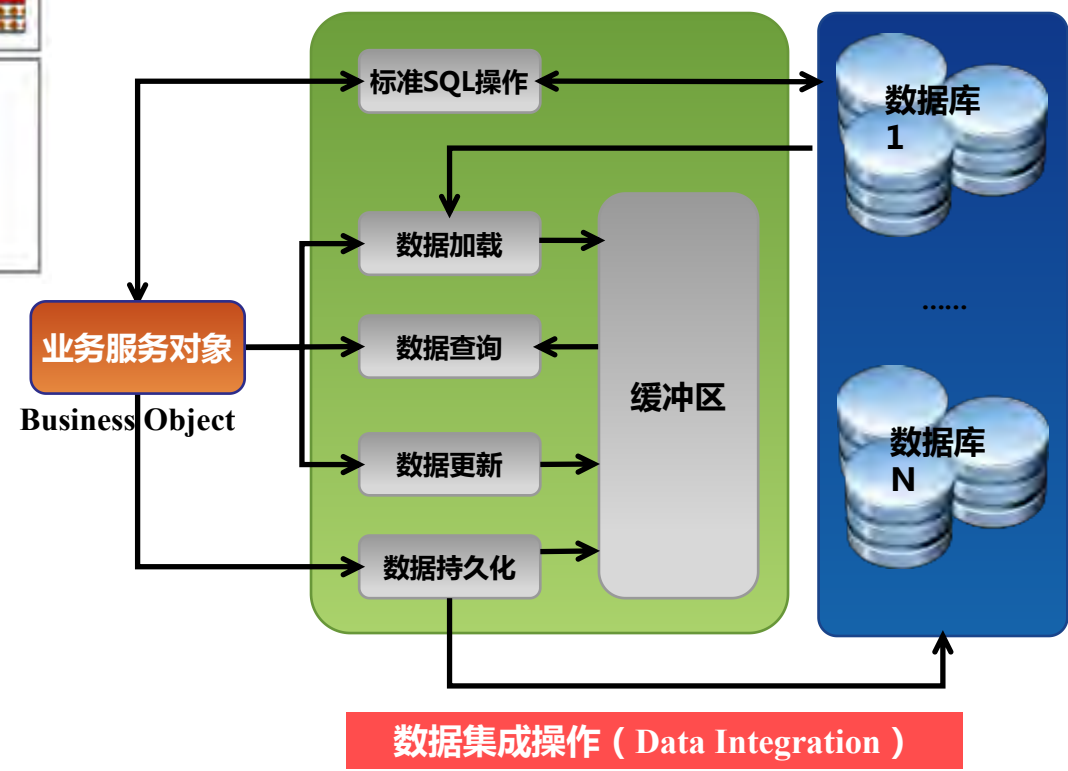 标准SQL操作
数据库
1
数据加载
……
业务服务对象
数据查询
缓冲区
Business Object
数据库
N
数据更新
数据持久化
数据集成操作（Data Integration）